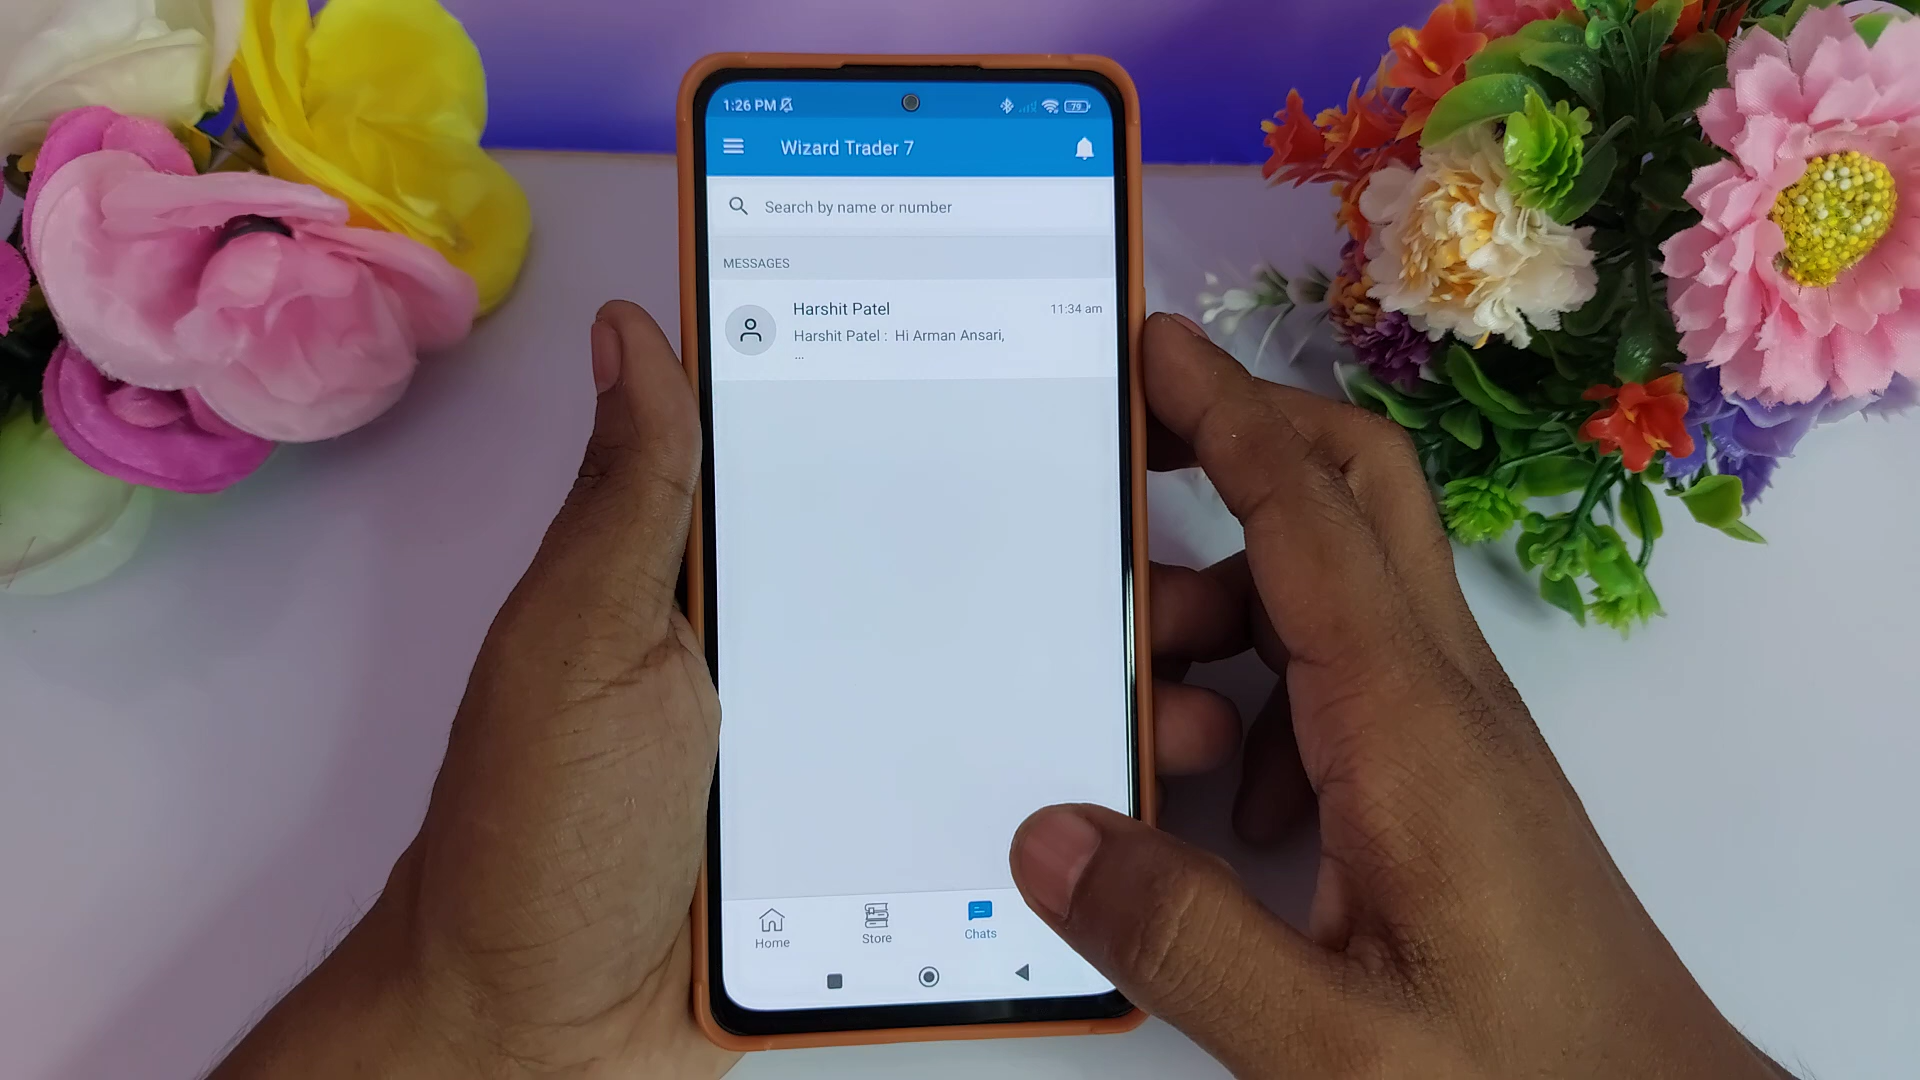 1:26 PM
79
Wizard Trader 7
Search by name or number
MESSAGES
Harshit Patel
11:34 am
Harshit Patel : Hi Arman Ansari,
...
Home
Store
Chats